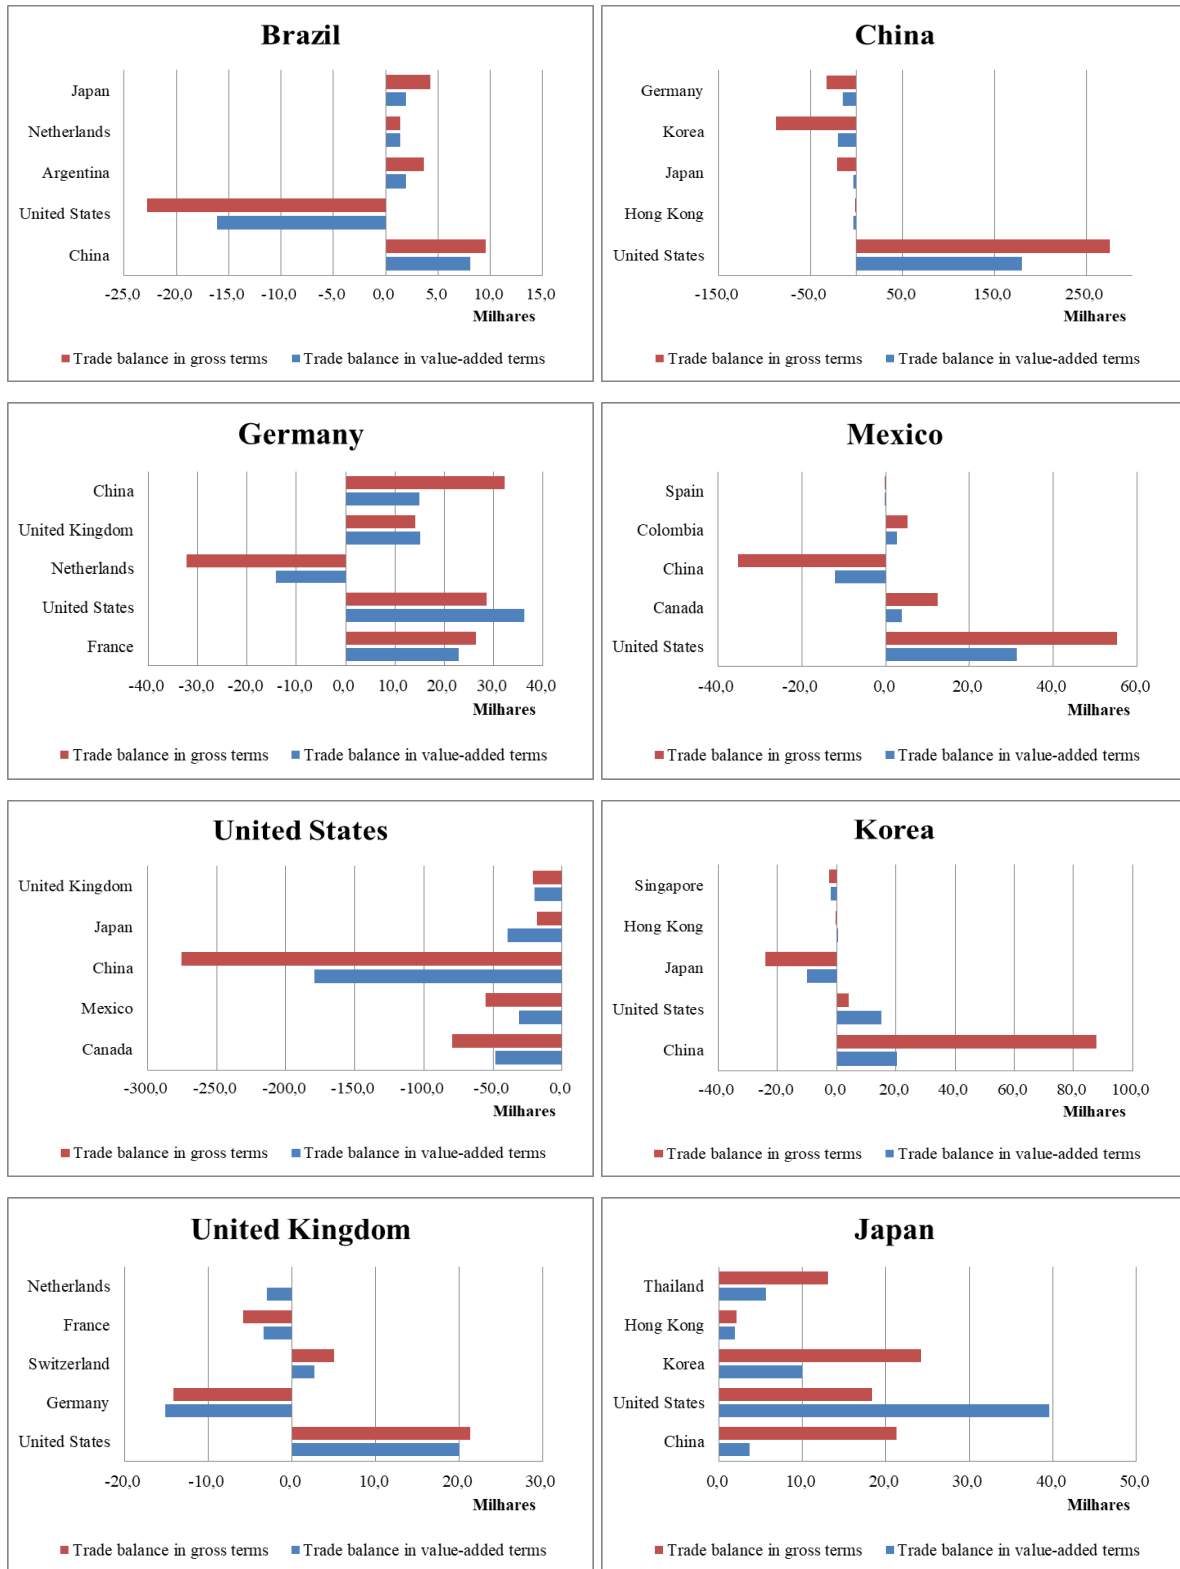 Brazil
-25,0 -20,0 -15,0 -10,0 -5,0 0,0 5,0 10,0 15,0
Japan
Netherlands
Argentina
United States
China
Milhares
Trade balance in gross terms Trade balance in value-added terms
China
Germany
Korea
Japan
Hong Kong
United States
-150,0 -50,0 50,0 150,0 250,0
Milhares
Trade balance in gross terms Trade balance in value-added terms
Germany
China
United Kingdom
Netherlands
United States
France
-40,0 -30,0 -20,0 -10,0 0,0 10,0 20,0 30,0 40,0
Milhares
Trade balance in gross terms Trade balance in value-added terms
Mexico
Spain
Colombia
China
Canada
United States
-40,0 -20,0 0,0 20,0 40,0 60,0
Milhares
Trade balance in gross terms Trade balance in value-added terms
United States
United Kingdom
Japan
China
Mexico
Canada
-300,0 -250,0 -200,0 -150,0 -100,0 -50,0 0,0
Milhares
Trade balance in gross terms Trade balance in value-added terms
Korea
Singapore
Hong Kong
Japan
United States
China
-40,0 -20,0 0,0 20,0 40,0 60,0 80,0 100,0
Milhares
Trade balance in gross terms Trade balance in value-added terms
United Kingdom
Netherlands
France
Switzerland
Germany
United States
-20,0 -10,0 0,0 10,0 20,0 30,0
Milhares
Trade balance in gross terms Trade balance in value-added terms
Japan
Thailand
Hong Kong
Korea
United States
China
0,0 10,0 20,0 30,0 40,0 50,0
Milhares
Trade balance in gross terms Trade balance in value-added terms